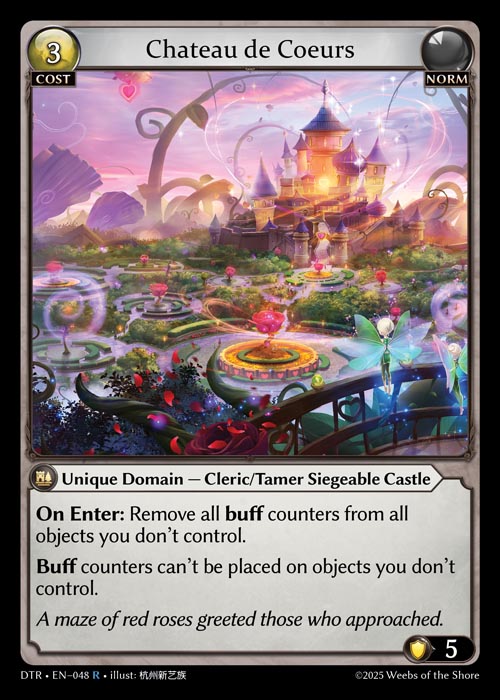 3
Chateau de Coeurs
COST
NORM
Unique Domain — Cleric/Tamer Siegeable Castle
On Enter: Remove all buff counters from all
objects you don't control.
Buff counters can't be placed on objects you don't
control.
A maze of red roses greeted those who approached.
5
DTR • EN-048 R • illust: 杭州新艺族
©2025 Weebs of the Shore